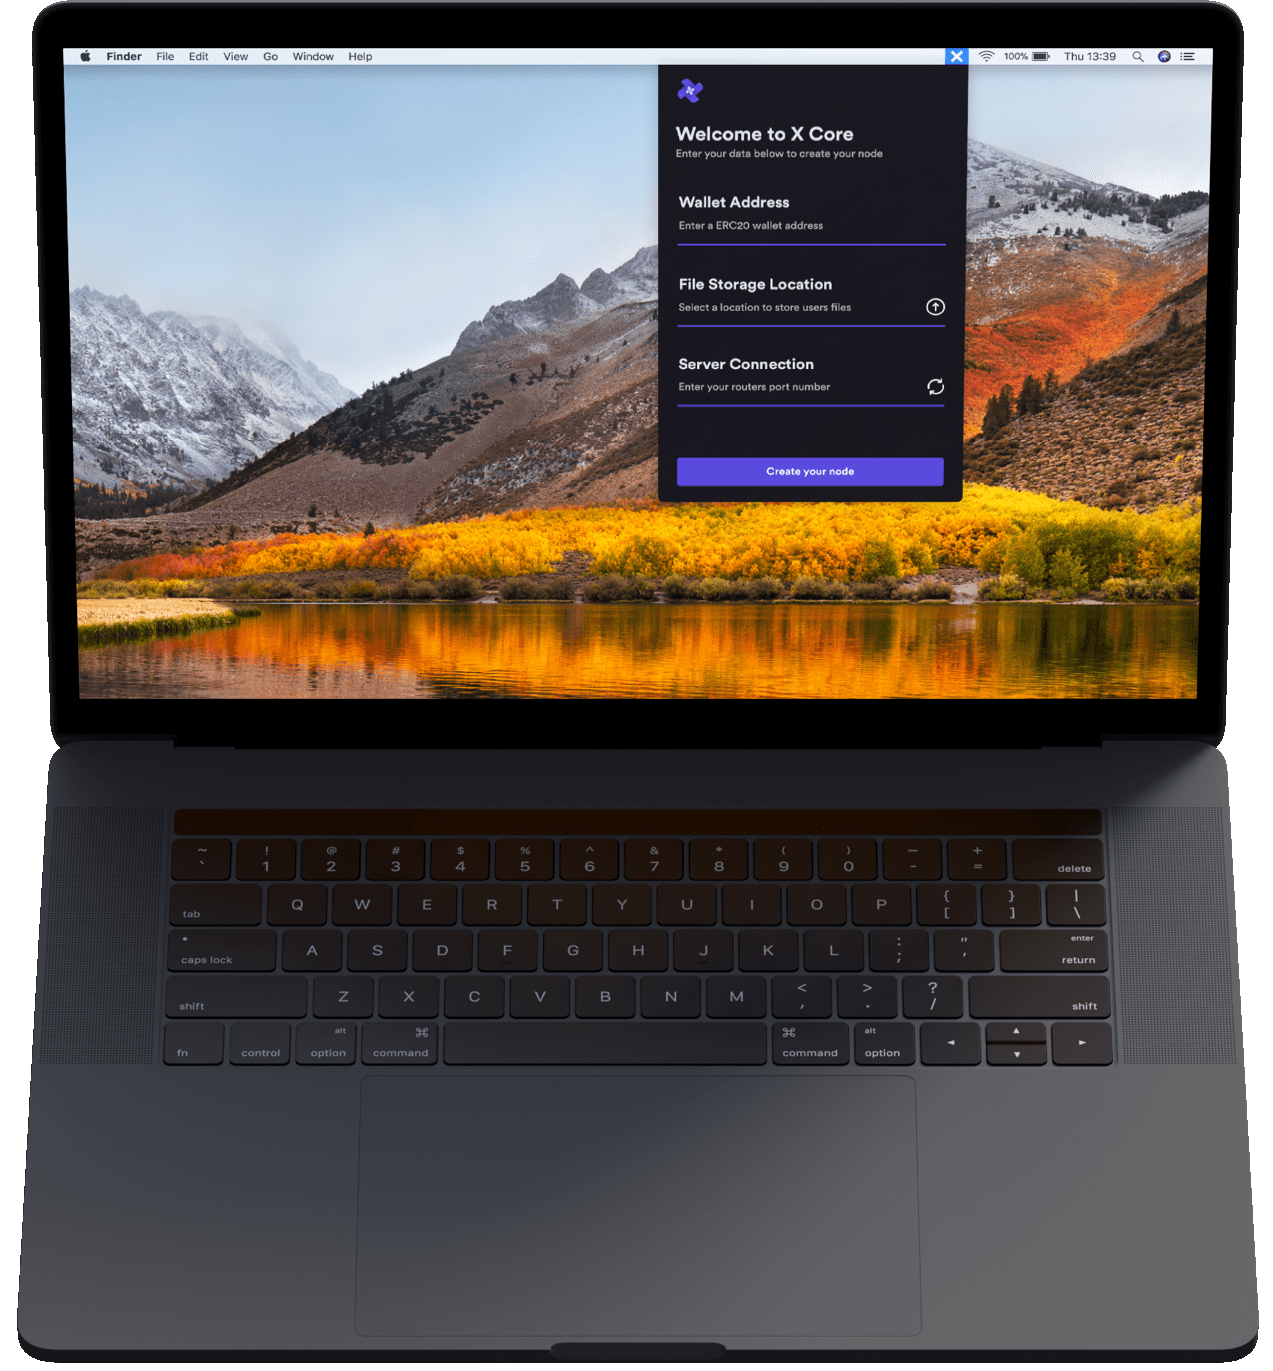 Finder File Edit View Go Window Help 100% Thu 13:39
Welcome to X Core
Enter your data below to create your node
Wallet Address
Enter a ERC20 wallet address
File Storage Location
Select a location to store users files
Server Connection
Enter your routers port number
Create your node
~ ! @ # $ % ^ & * ( ) — +
` 1 2 3 4 5 6 7 8 9 0 - = delete
tab Q W E R T Y U I O P { [ } ] | \
caps lock A S D F G H J K L : ; " ' enter return
shift Z X C V B N M < , > . ? / shift
fn control alt option ⌘ command ⌘ command alt option ◄ ▲ ▼ ►